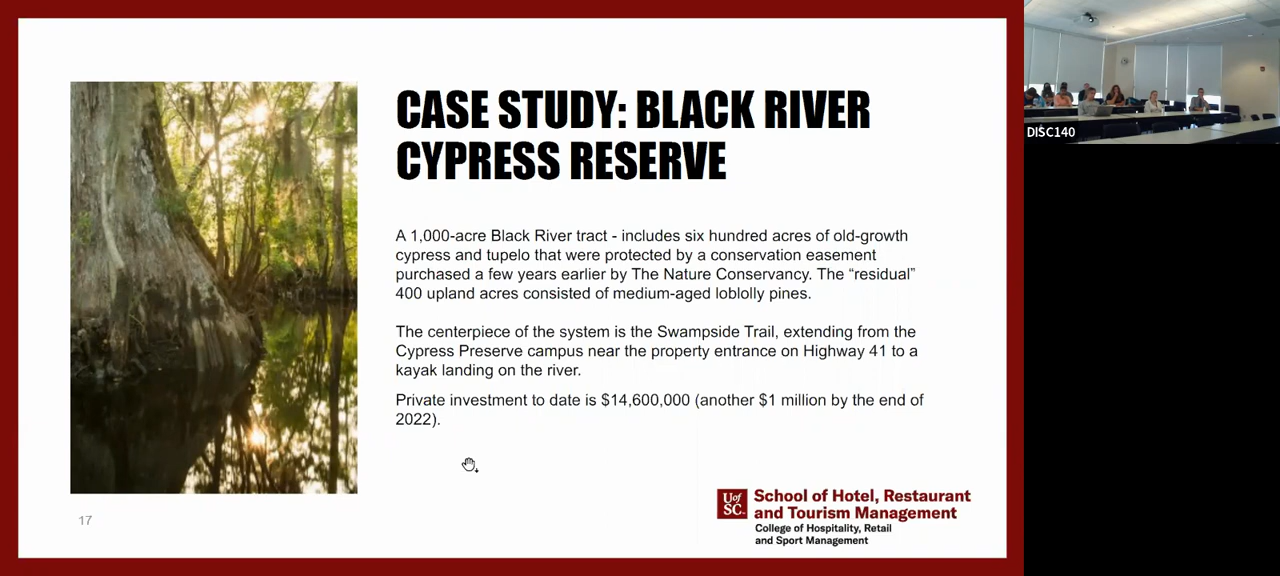 CASE STUDY: BLACK RIVER
CYPRESS RESERVE
A 1,000-acre Black River tract - includes six hundred acres of old-growth
cypress and tupelo that were protected by a conservation easement
purchased a few years earlier by The Nature Conservancy. The “residual”
400 upland acres consisted of medium-aged loblolly pines.
The centerpiece of the system is the Swampside Trail, extending from the
Cypress Preserve campus near the property entrance on Highway 41 to a
kayak landing on the river.
Private investment to date is $14,600,000 (another $1 million by the end of
2022).
17
UofSC
School of Hotel, Restaurant
and Tourism Management
College of Hospitality, Retail
and Sport Management
DISC140